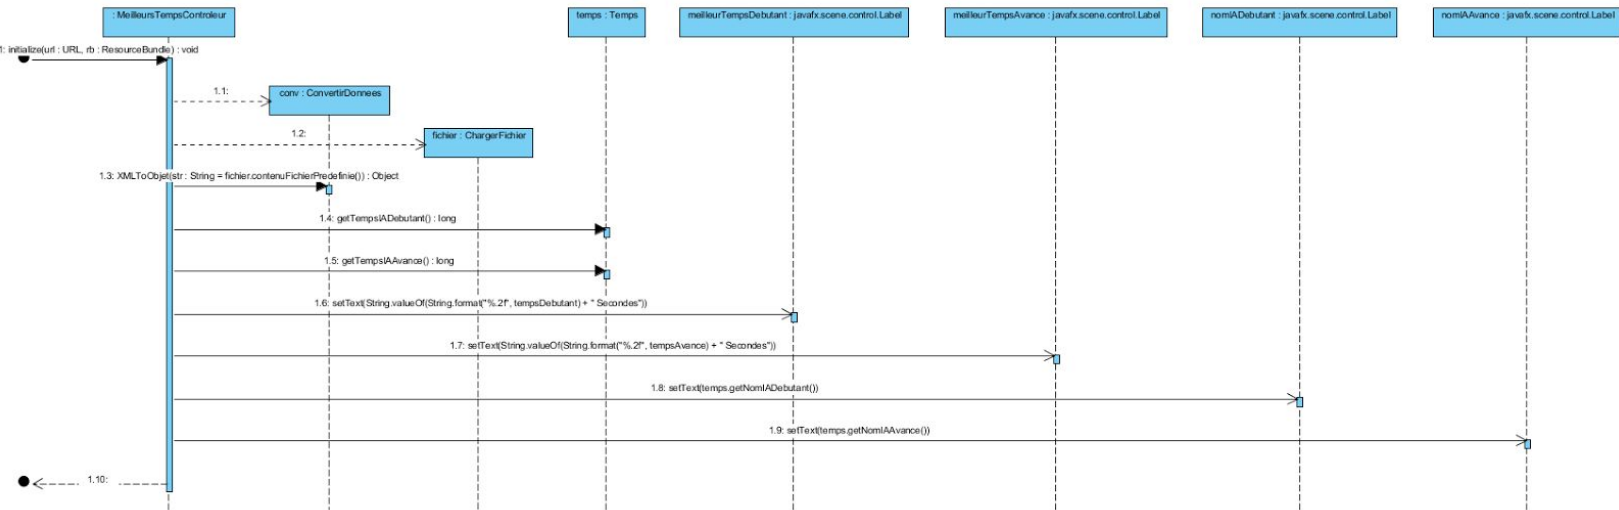 : MeilleursTempsControleur
temps : Temps
meilleurTempsDebutant : javafx.scene.control.Label
meilleurTempsAvance : javafx.scene.control.Label
nomIADebutant : javafx.scene.control.Label
nomIAAvance : javafx.scene.control.Label
1: initialize(url : URL, rb : ResourceBundle) : void
1.1:
conv : ConvertirDonnees
1.2:
fichier : ChargerFichier
1.3: XMLToObjet(str : String = fichier.contenuFichierPredefinie()) : Object
1.4: getTempsIADebutant() : long
1.5: getTempsIAAvance() : long
1.6: setText(String.valueOf(String.format("%.2f", tempsDebutant) + " Secondes"))
1.7: setText(String.valueOf(String.format("%.2f", tempsAvance) + " Secondes"))
1.8: setText(temps.getNomIADebutant())
1.9: setText(temps.getNomIAAvance())
1.10: